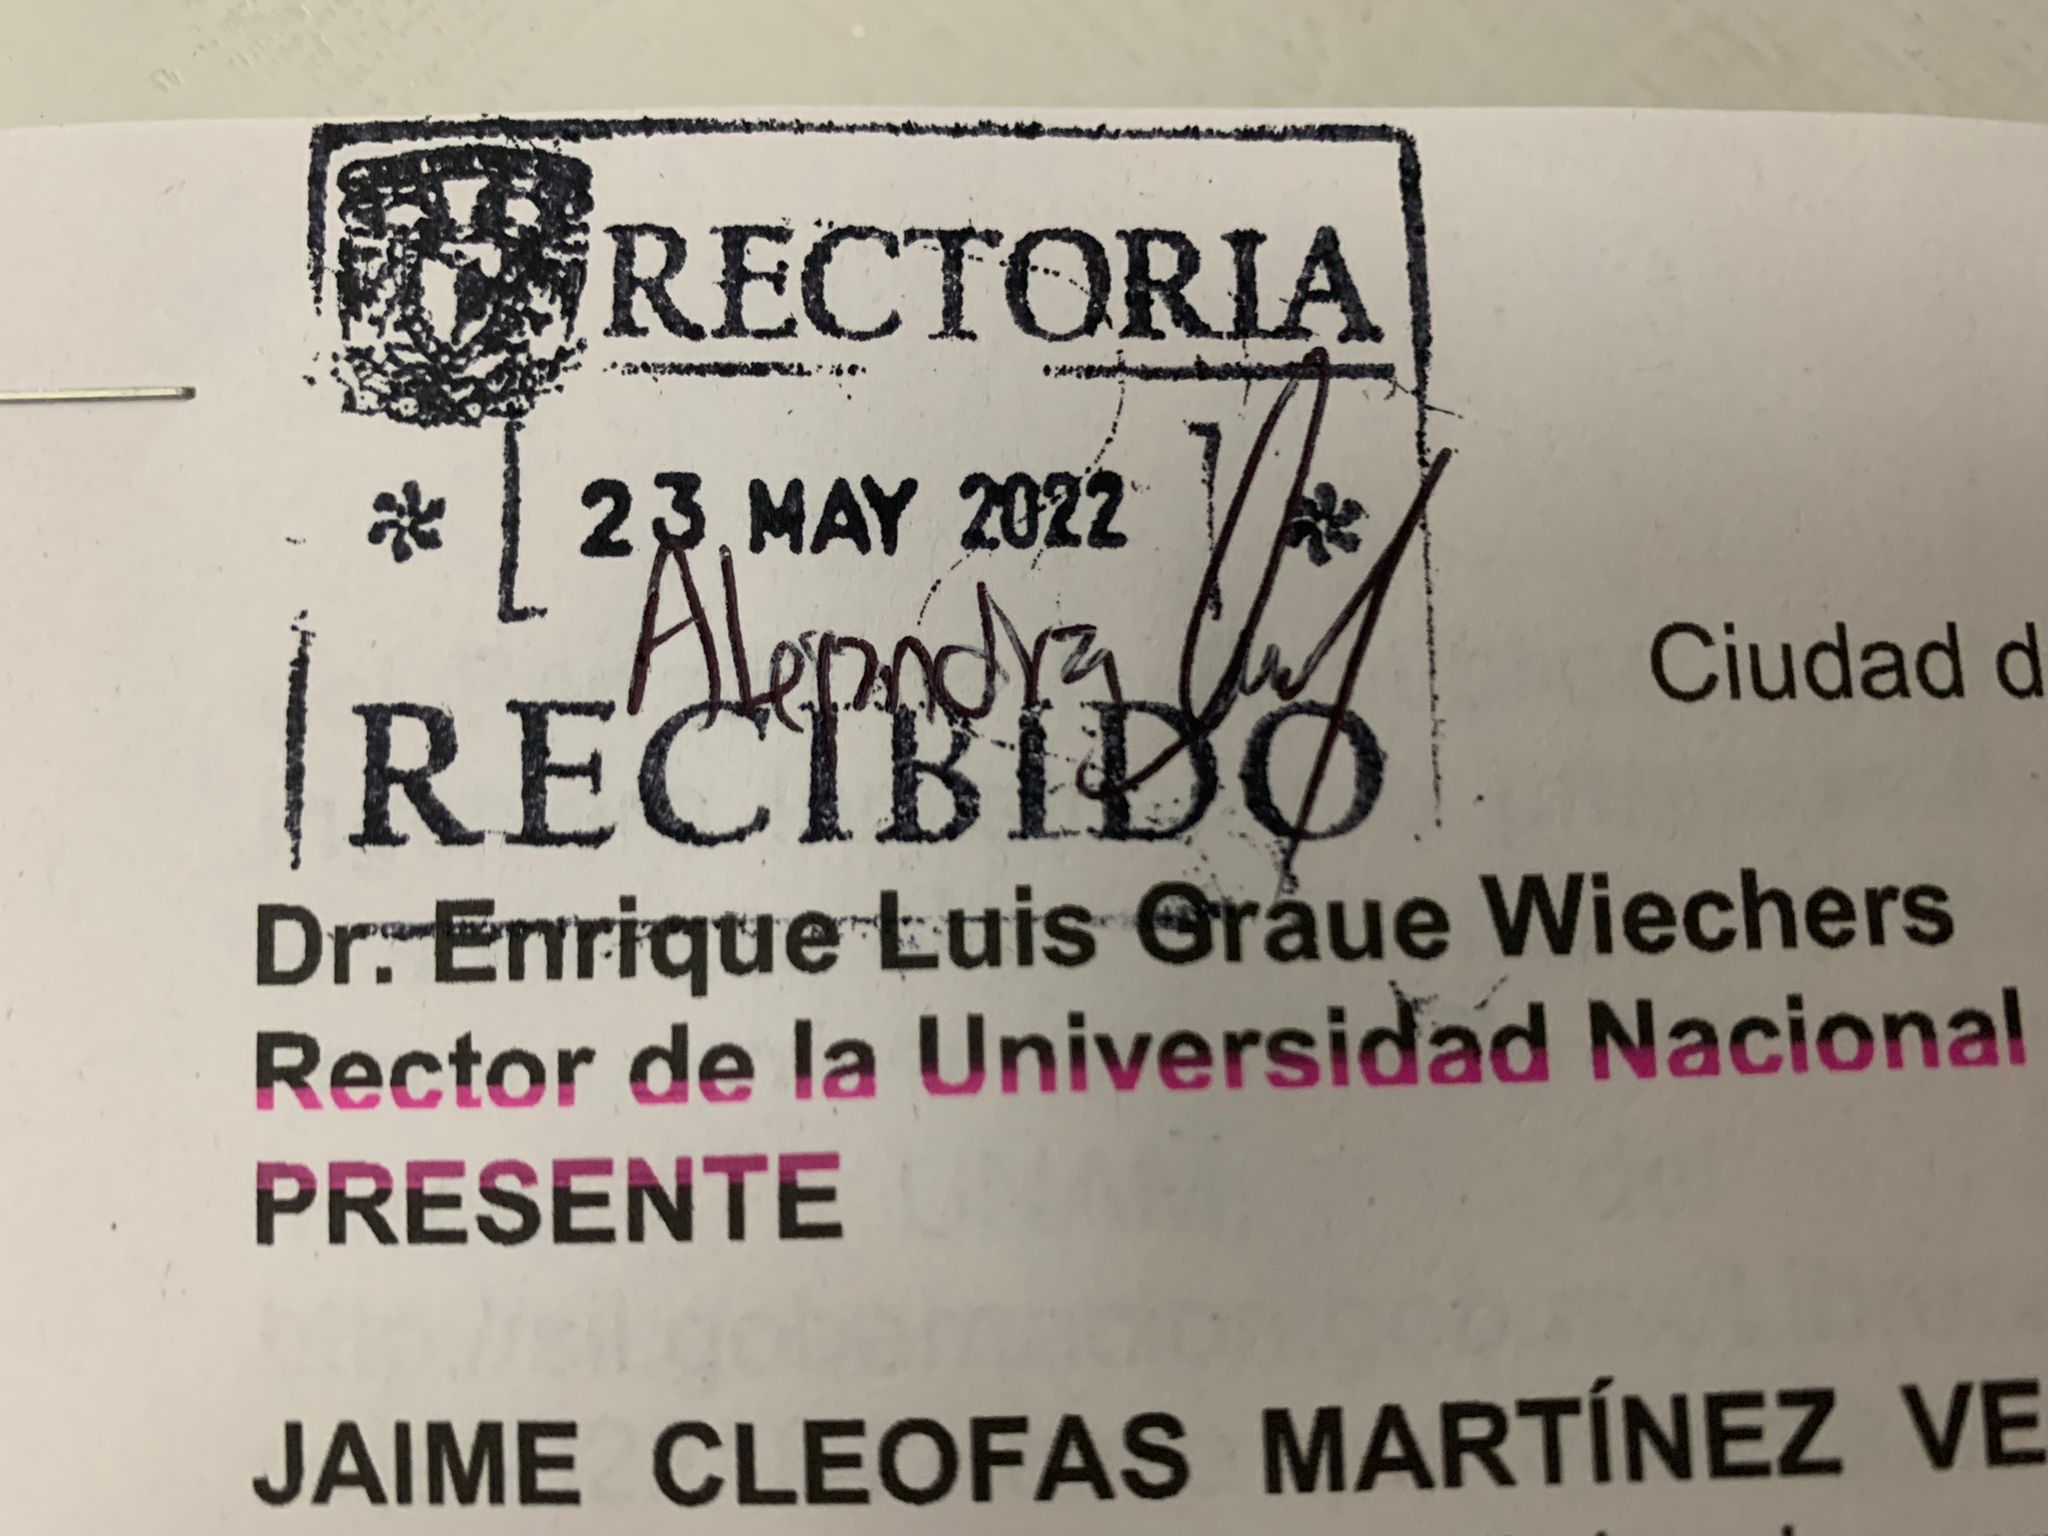 RECTORIA
23 MAY 2022
Alejandra
RECIBIDO
Ciudad d
Dr. Enrique Luis Graue Wiechers
Rector de la Universidad Nacional
PRESENTE
JAIME CLEOFAS MARTÍNEZ VE